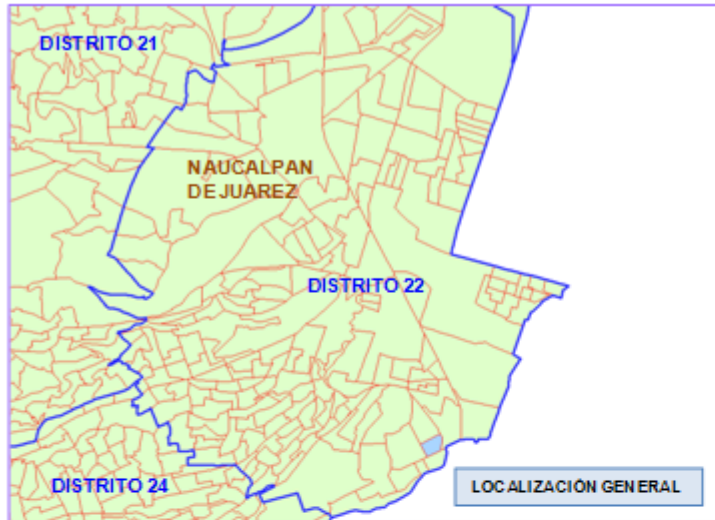 DISTRITO 21
NAUCALPAN
DE JUAREZ
DISTRITO 22
DISTRITO 24
LOCALIZACIÓN GENERAL